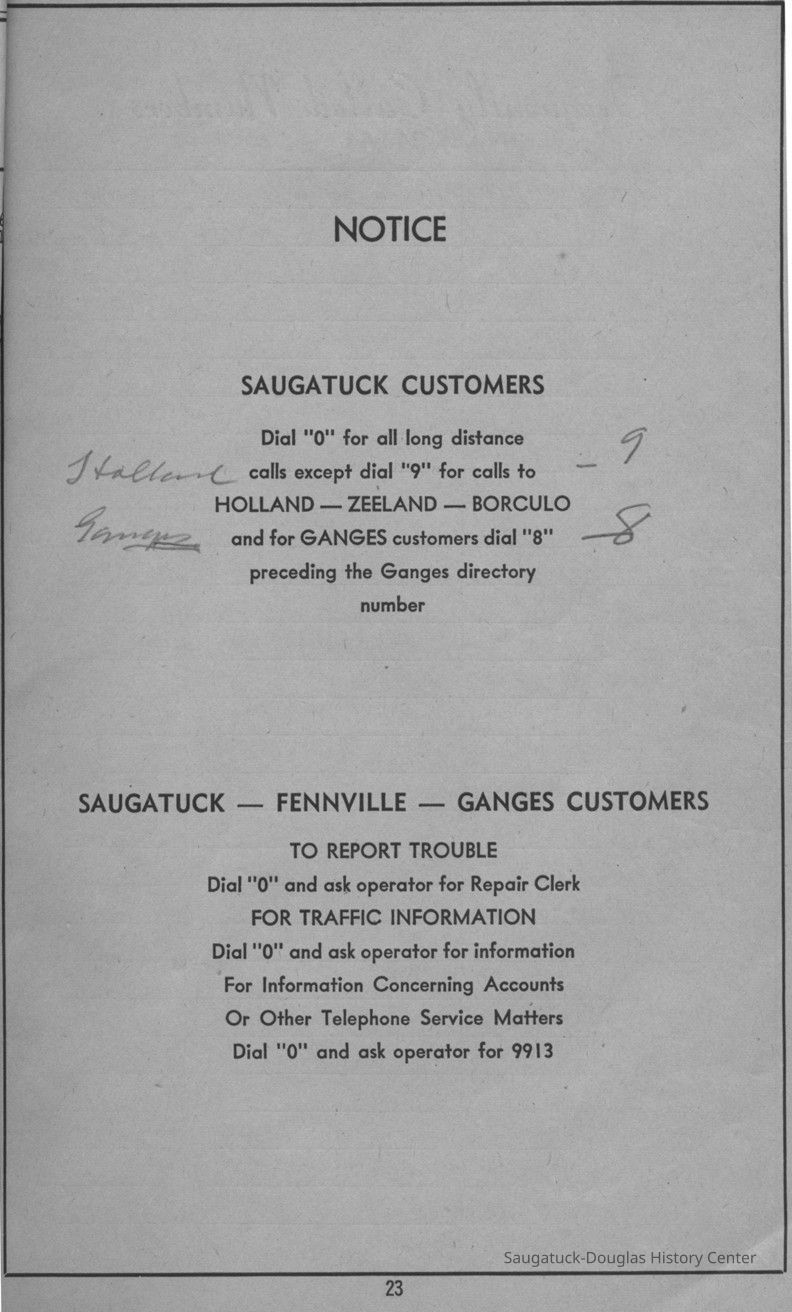 NOTICE
SAUGATUCK CUSTOMERS
Dial "0" for all long distance
Holland calls except dial "9" for calls to – 9
HOLLAND — ZEELAND — BORCULO
Ganges and for GANGES customers dial "8" — 8
preceding the Ganges directory
number
SAUGATUCK — FENNVILLE — GANGES CUSTOMERS
TO REPORT TROUBLE
Dial "0" and ask operator for Repair Clerk
FOR TRAFFIC INFORMATION
Dial "0" and ask operator for information
For Information Concerning Accounts
Or Other Telephone Service Matters
Dial "0" and ask operator for 9913
Saugatuck-Douglas History Center
23